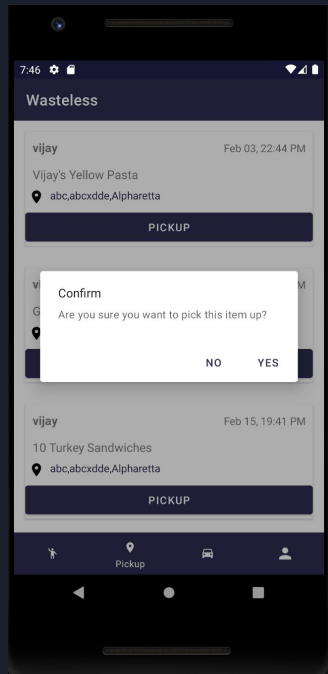 7:46
Wasteless
vijay
Feb 03, 22:44 PM
Vijay's Yellow Pasta
abc,abcxdde,Alpharetta
PICKUP
Confirm
Are you sure you want to pick this item up?
NO YES
vijay
Feb 15, 19:41 PM
10 Turkey Sandwiches
abc,abcxdde,Alpharetta
PICKUP
Pickup